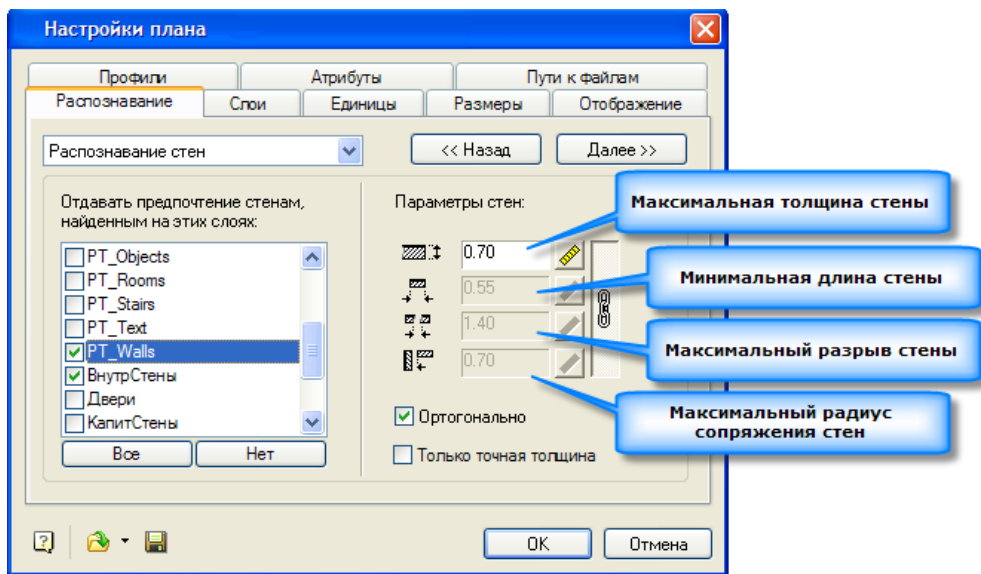 Настройки плана
Профили
Атрибуты
Пути к файлам
Распознавание
Слои
Единицы
Размеры
Отображение
Распознавание стен
<< Назад
Далее >>
Отдавать предпочтение стенам,
найденным на этих слоях:
PT_Objects
PT_Rooms
PT_Stairs
PT_Text
PT_Walls
ВнутрСтены
Двери
КапитСтены
Все
Нет
Параметры стен:
0.70
0.55
1.40
0.70
Ортогонально
Только точная толщина
Максимальная толщина стены
Минимальная длина стены
Максимальный разрыв стены
Максимальный радиус
сопряжения стен
?
OK
Отмена